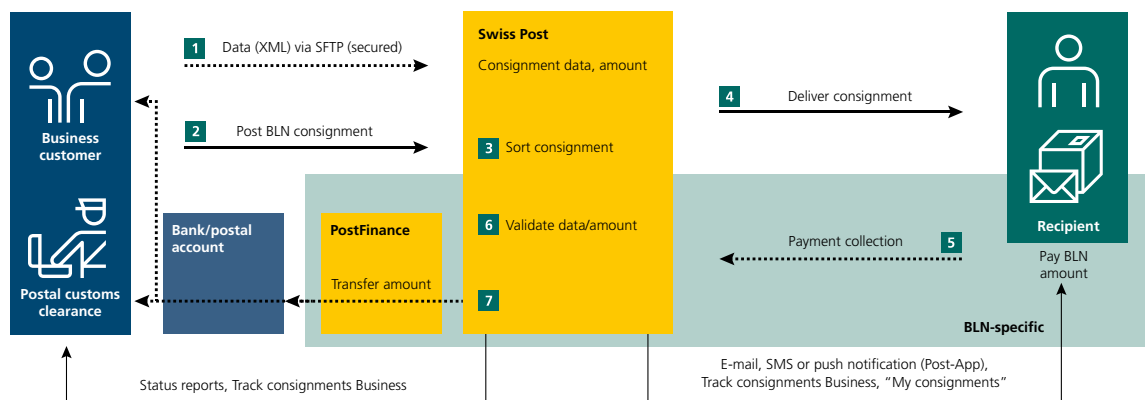 1 Data (XML) via SFTP (secured)
Swiss Post
Consignment data, amount
4 Deliver consignment
2 Post BLN consignment
Business
customer
3 Sort consignment
Bank/postal
account
PostFinance
6 Validate data/amount
Recipient
Payment collection 5
Pay BLN
amount
Transfer amount
7
Postal customs
clearance
BLN-specific
Status reports, Track consignments Business
E-mail, SMS or push notification (Post-App),
Track consignments Business, “My consignments”